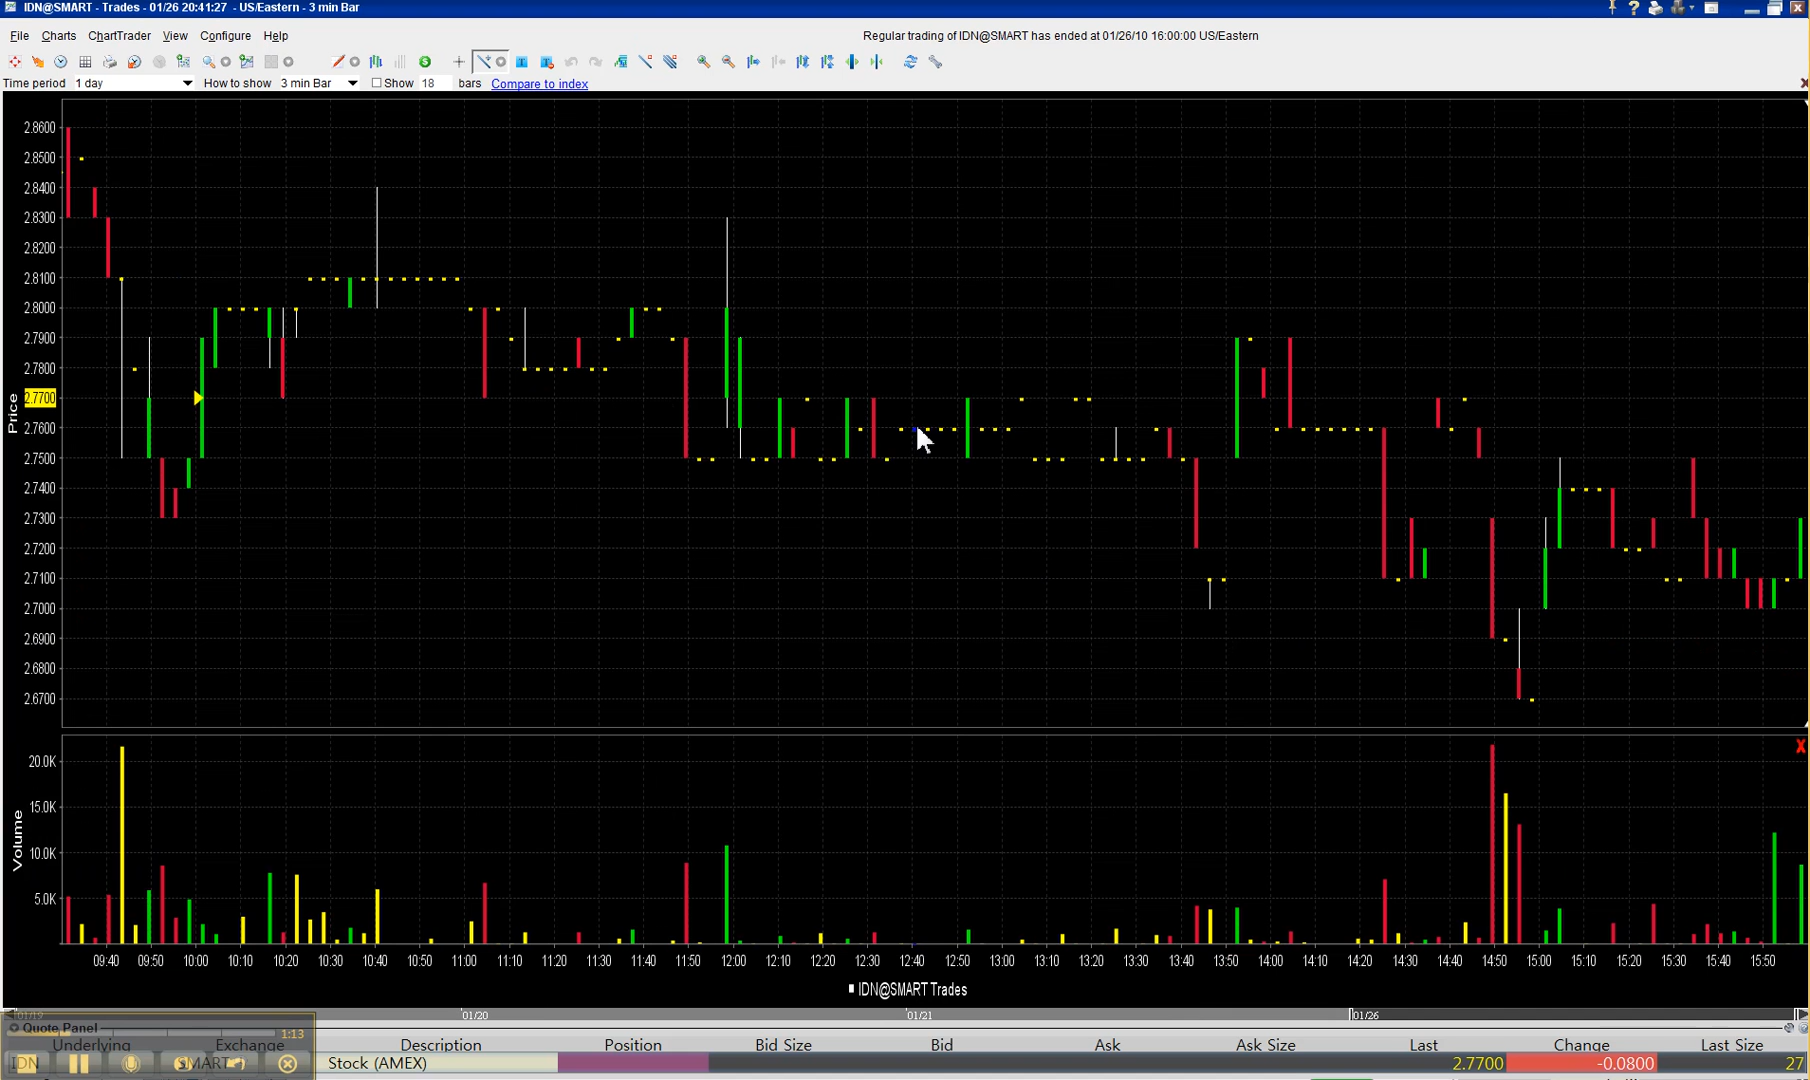 IDN@SMART - Trades - 01/26 20:41:27 - US/Eastern - 3 min Bar
File Charts ChartTrader View Configure Help
Regular trading of IDN@SMART has ended at 01/26/10 16:00:00 US/Eastern
Time period 1 day How to show 3 min Bar Show 18 bars Compare to index
2.8600
2.8500
2.8400
2.8300
2.8200
2.8100
2.8000
2.7900
2.7800
2.7700
2.7600
2.7500
2.7400
2.7300
2.7200
2.7100
2.7000
2.6900
2.6800
2.6700
Price
20.0K
15.0K
10.0K
5.0K
Volume
09:40 09:50 10:00 10:10 10:20 10:30 10:40 10:50 11:00 11:10 11:20 11:30 11:40 11:50 12:00 12:10 12:20 12:30 12:40 12:50 13:00 13:10 13:20 13:30 13:40 13:50 14:00 14:10 14:20 14:30 14:40 14:50 15:00 15:10 15:20 15:30 15:40 15:50
IDN@SMART Trades
01/19 01/20 01/21 01/26
Quote Panel 1:13
Underlying Exchange Description Position Bid Size Bid Ask Ask Size Last Change Last Size
IDN SMART Stock (AMEX) 2.7700 -0.0800 27